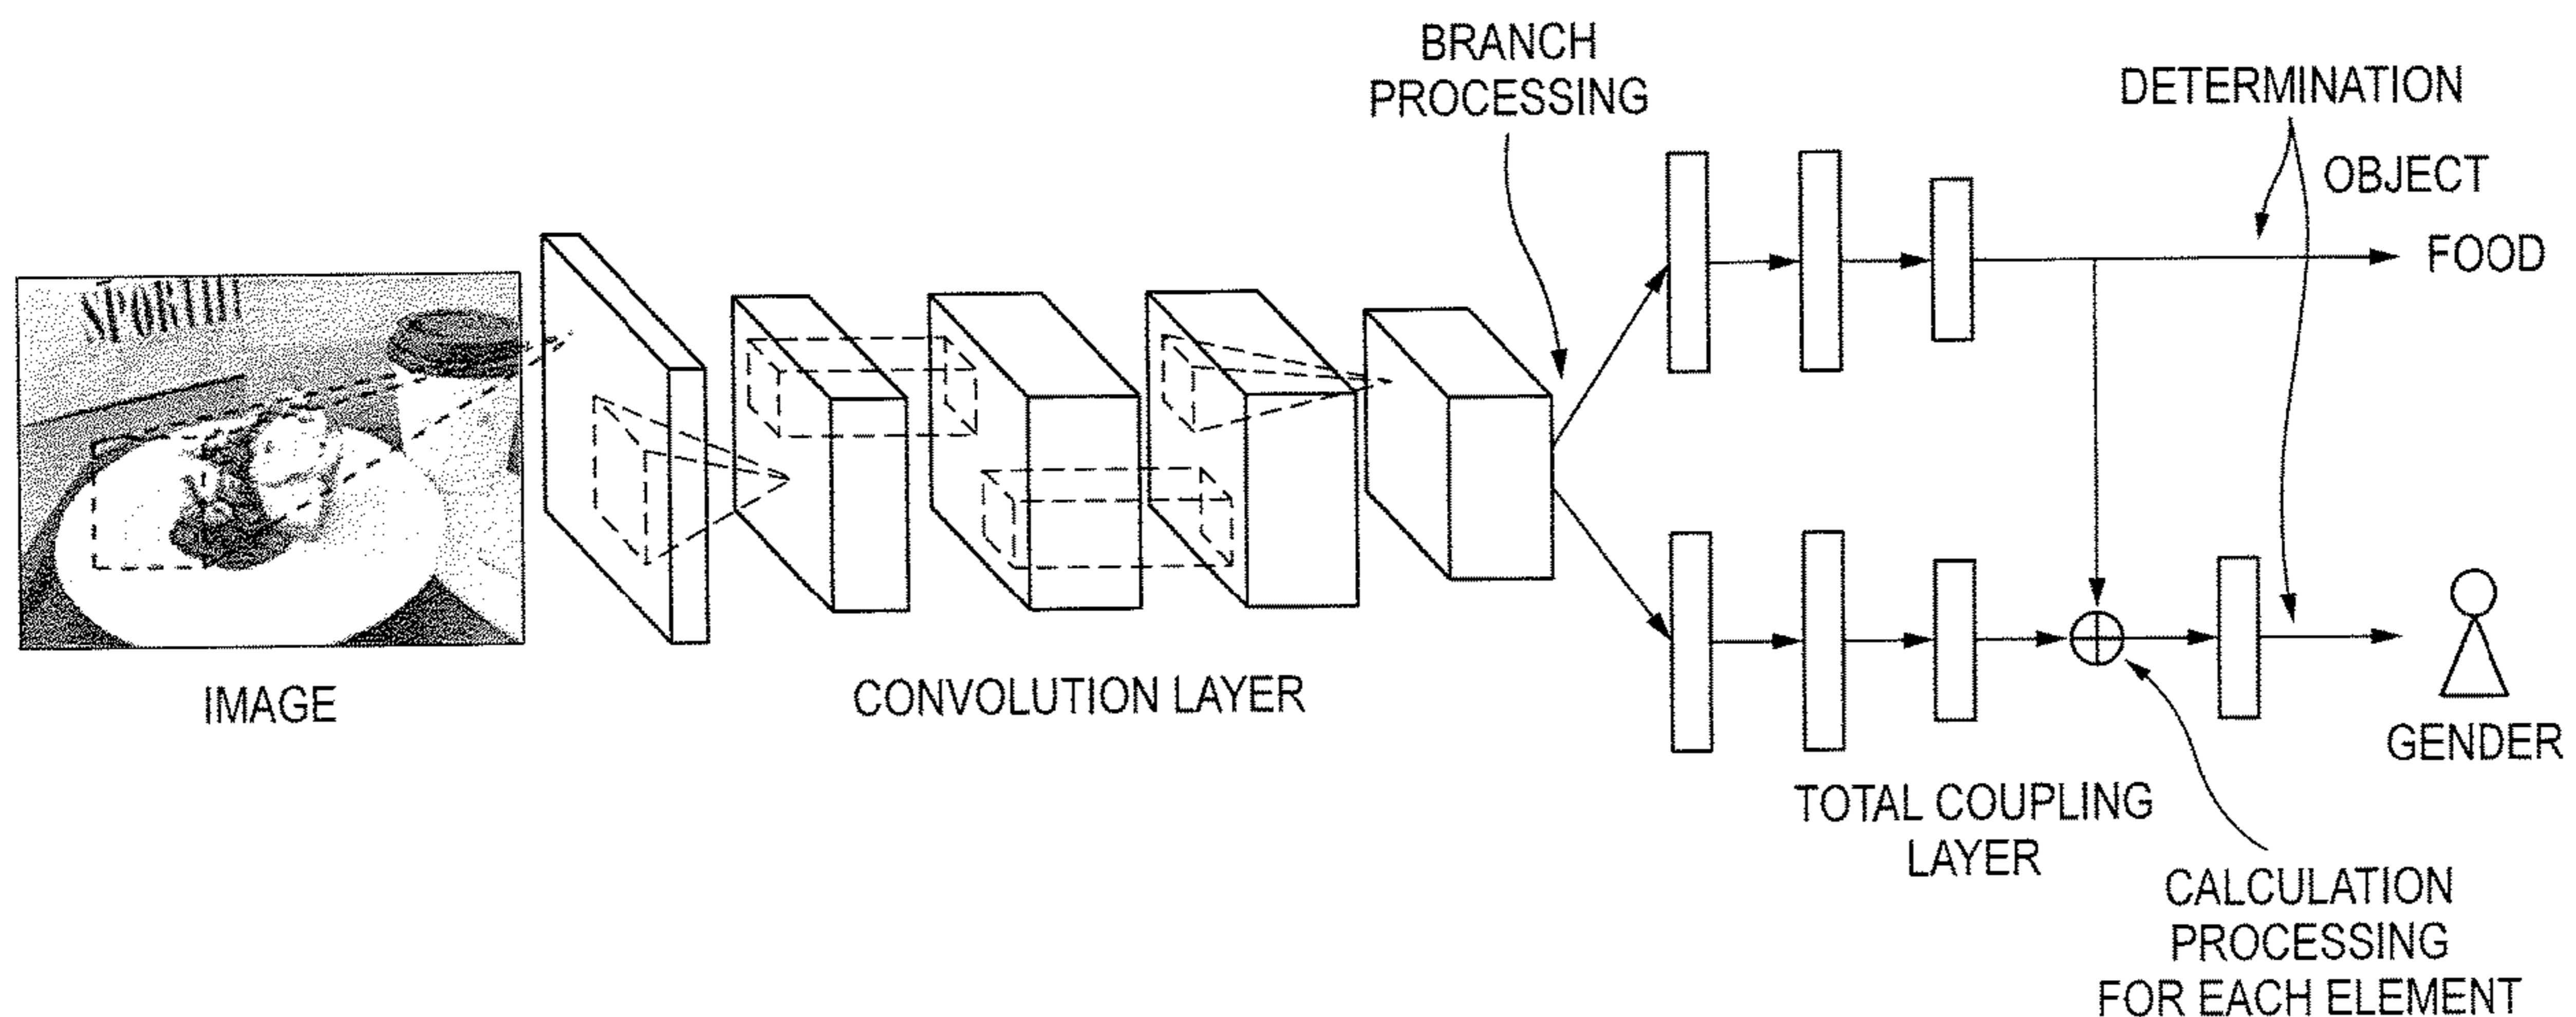 BRANCH
PROCESSING
DETERMINATION
OBJECT
FOOD
IMAGE
CONVOLUTION LAYER
GENDER
TOTAL COUPLING
LAYER
CALCULATION
PROCESSING
FOR EACH ELEMENT